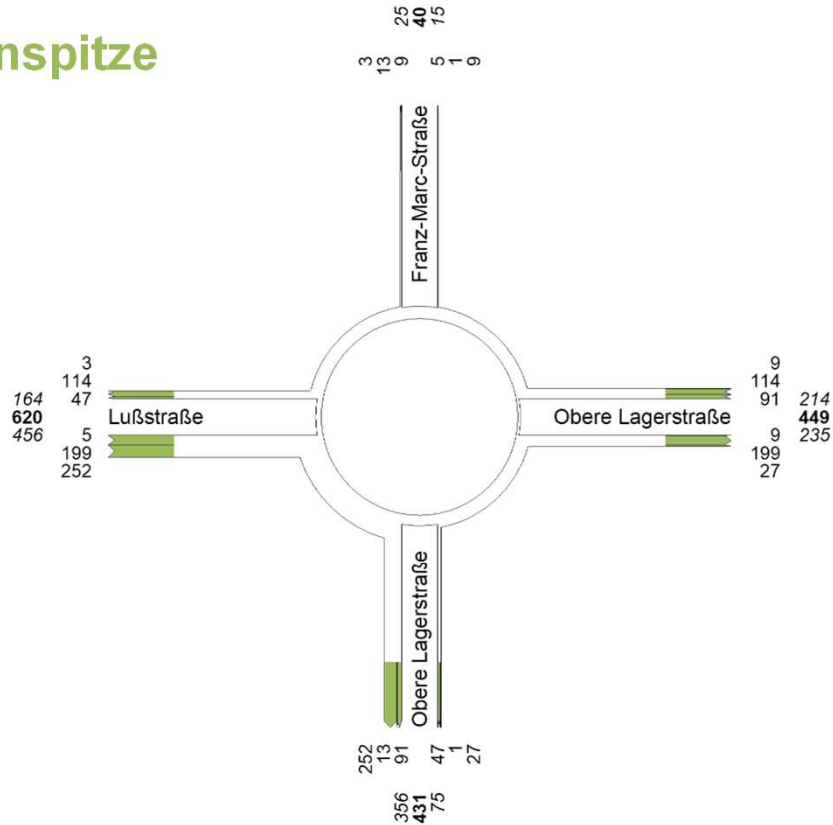 25 40 15
nspitze
3 13 9 5 1 9
Franz-Marc-Straße
3
114
164 47
620 Lußstraße
456 5
199
252
9
114
91 214
Obere Lagerstraße 449
9 235
199
27
Obere Lagerstraße
252 13 91 47 1 27
356 431 75